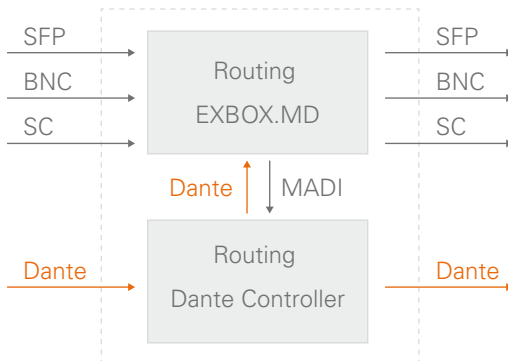 SFP
SFP
Routing
BNC
BNC
EXBOX.MD
SC
SC
Dante
MADI
Routing
Dante
Dante
Dante Controller